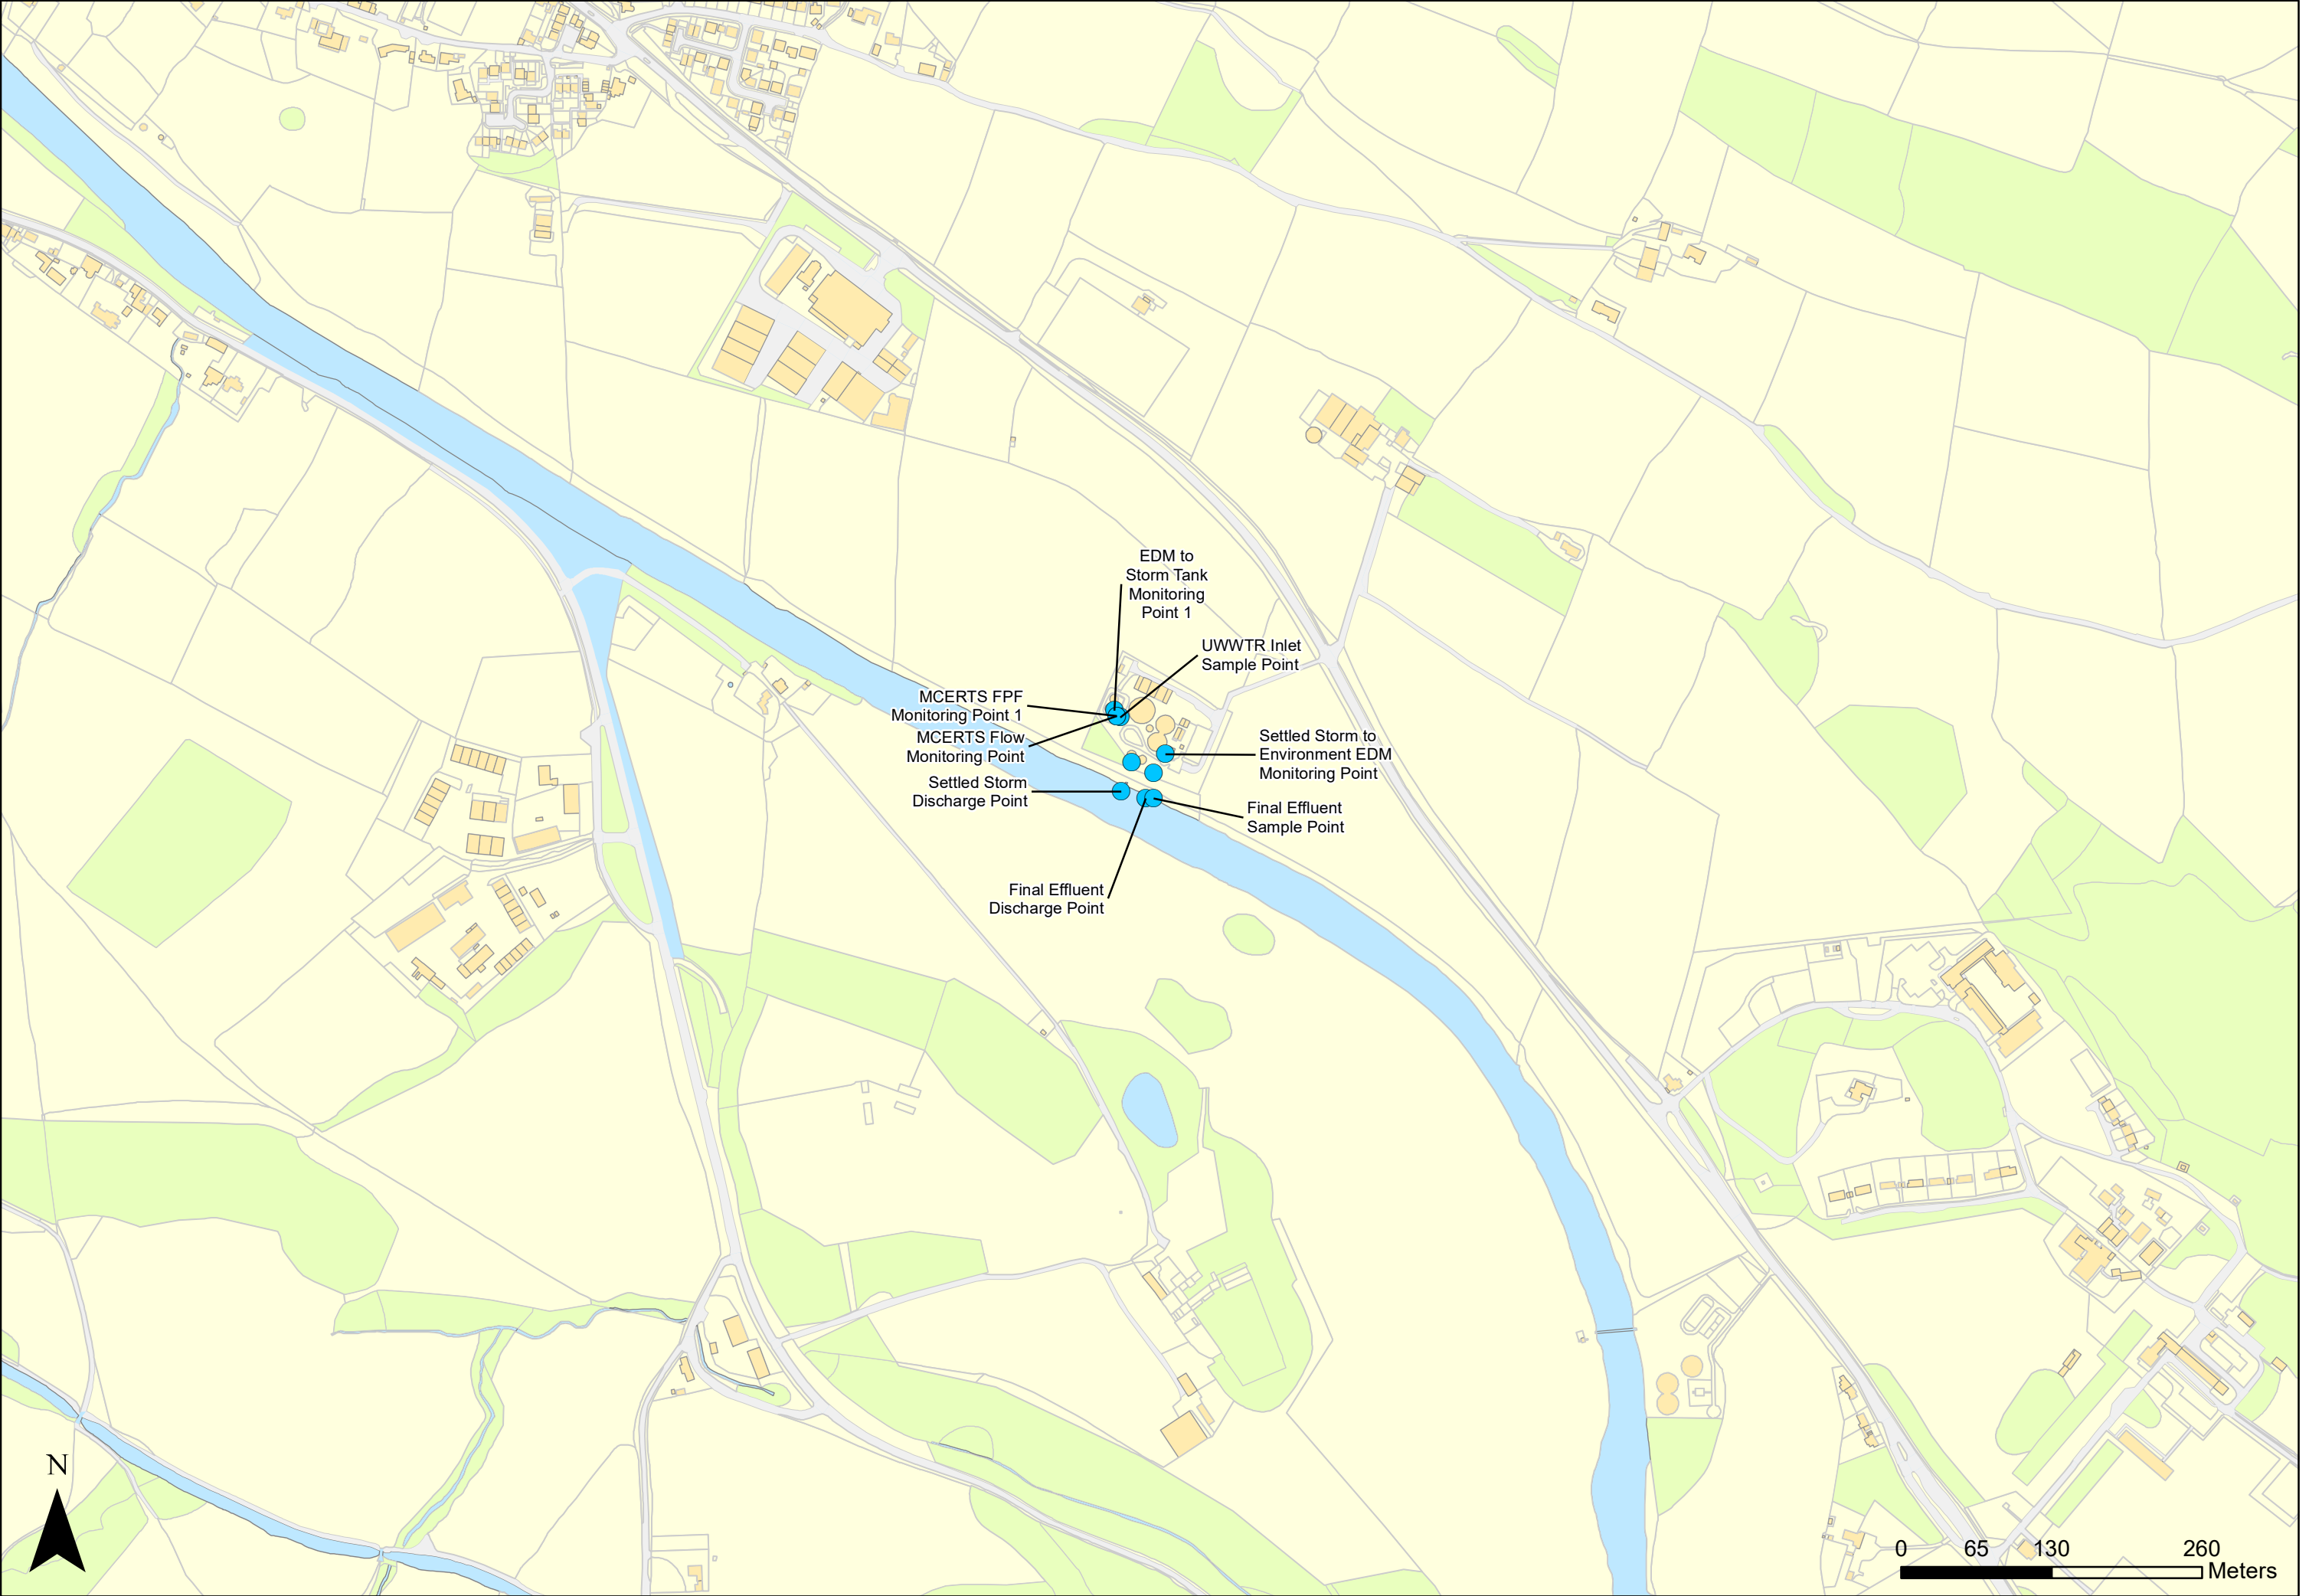 EDM to
Storm Tank
Monitoring
Point 1
UWWTR Inlet
Sample Point
MCERTS FPF
Monitoring Point 1
MCERTS Flow
Monitoring Point
Settled Storm to
Environment EDM
Monitoring Point
Settled Storm
Discharge Point
Final Effluent
Sample Point
Final Effluent
Discharge Point
N
0 65 130 260
Meters